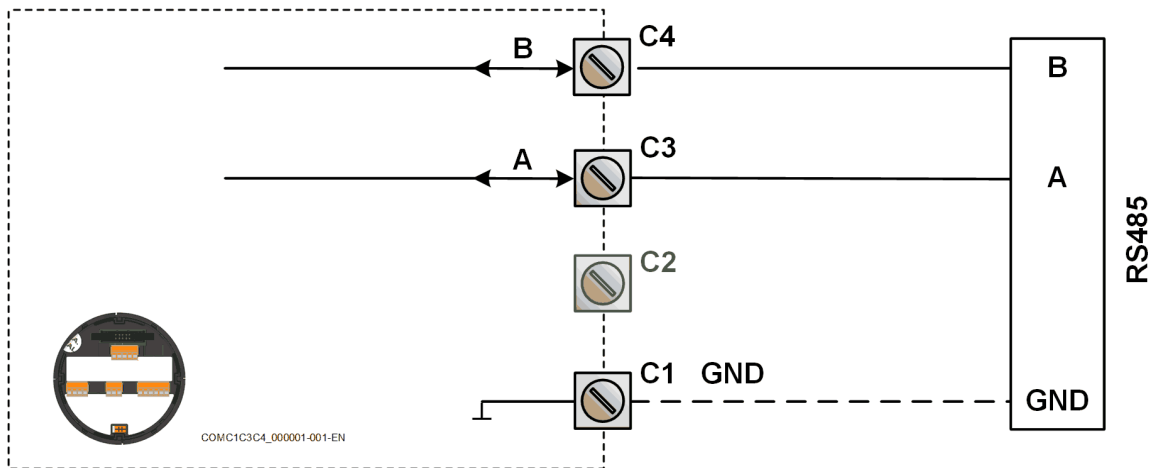 C4
B
B
C3
A
A
C2
RS485
C1 GND
GND
COMC1C3C4_000001-001-EN